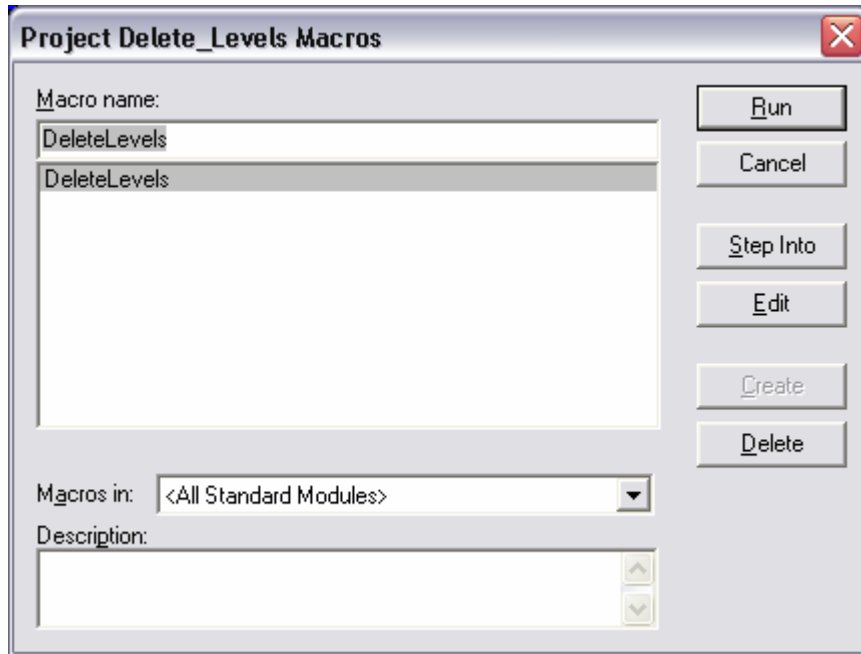 Project Delete_Levels Macros
Macro name:
DeleteLevels
DeleteLevels
Run
Cancel
Step Into
Edit
Create
Delete
Macros in:
<All Standard Modules>
Description: